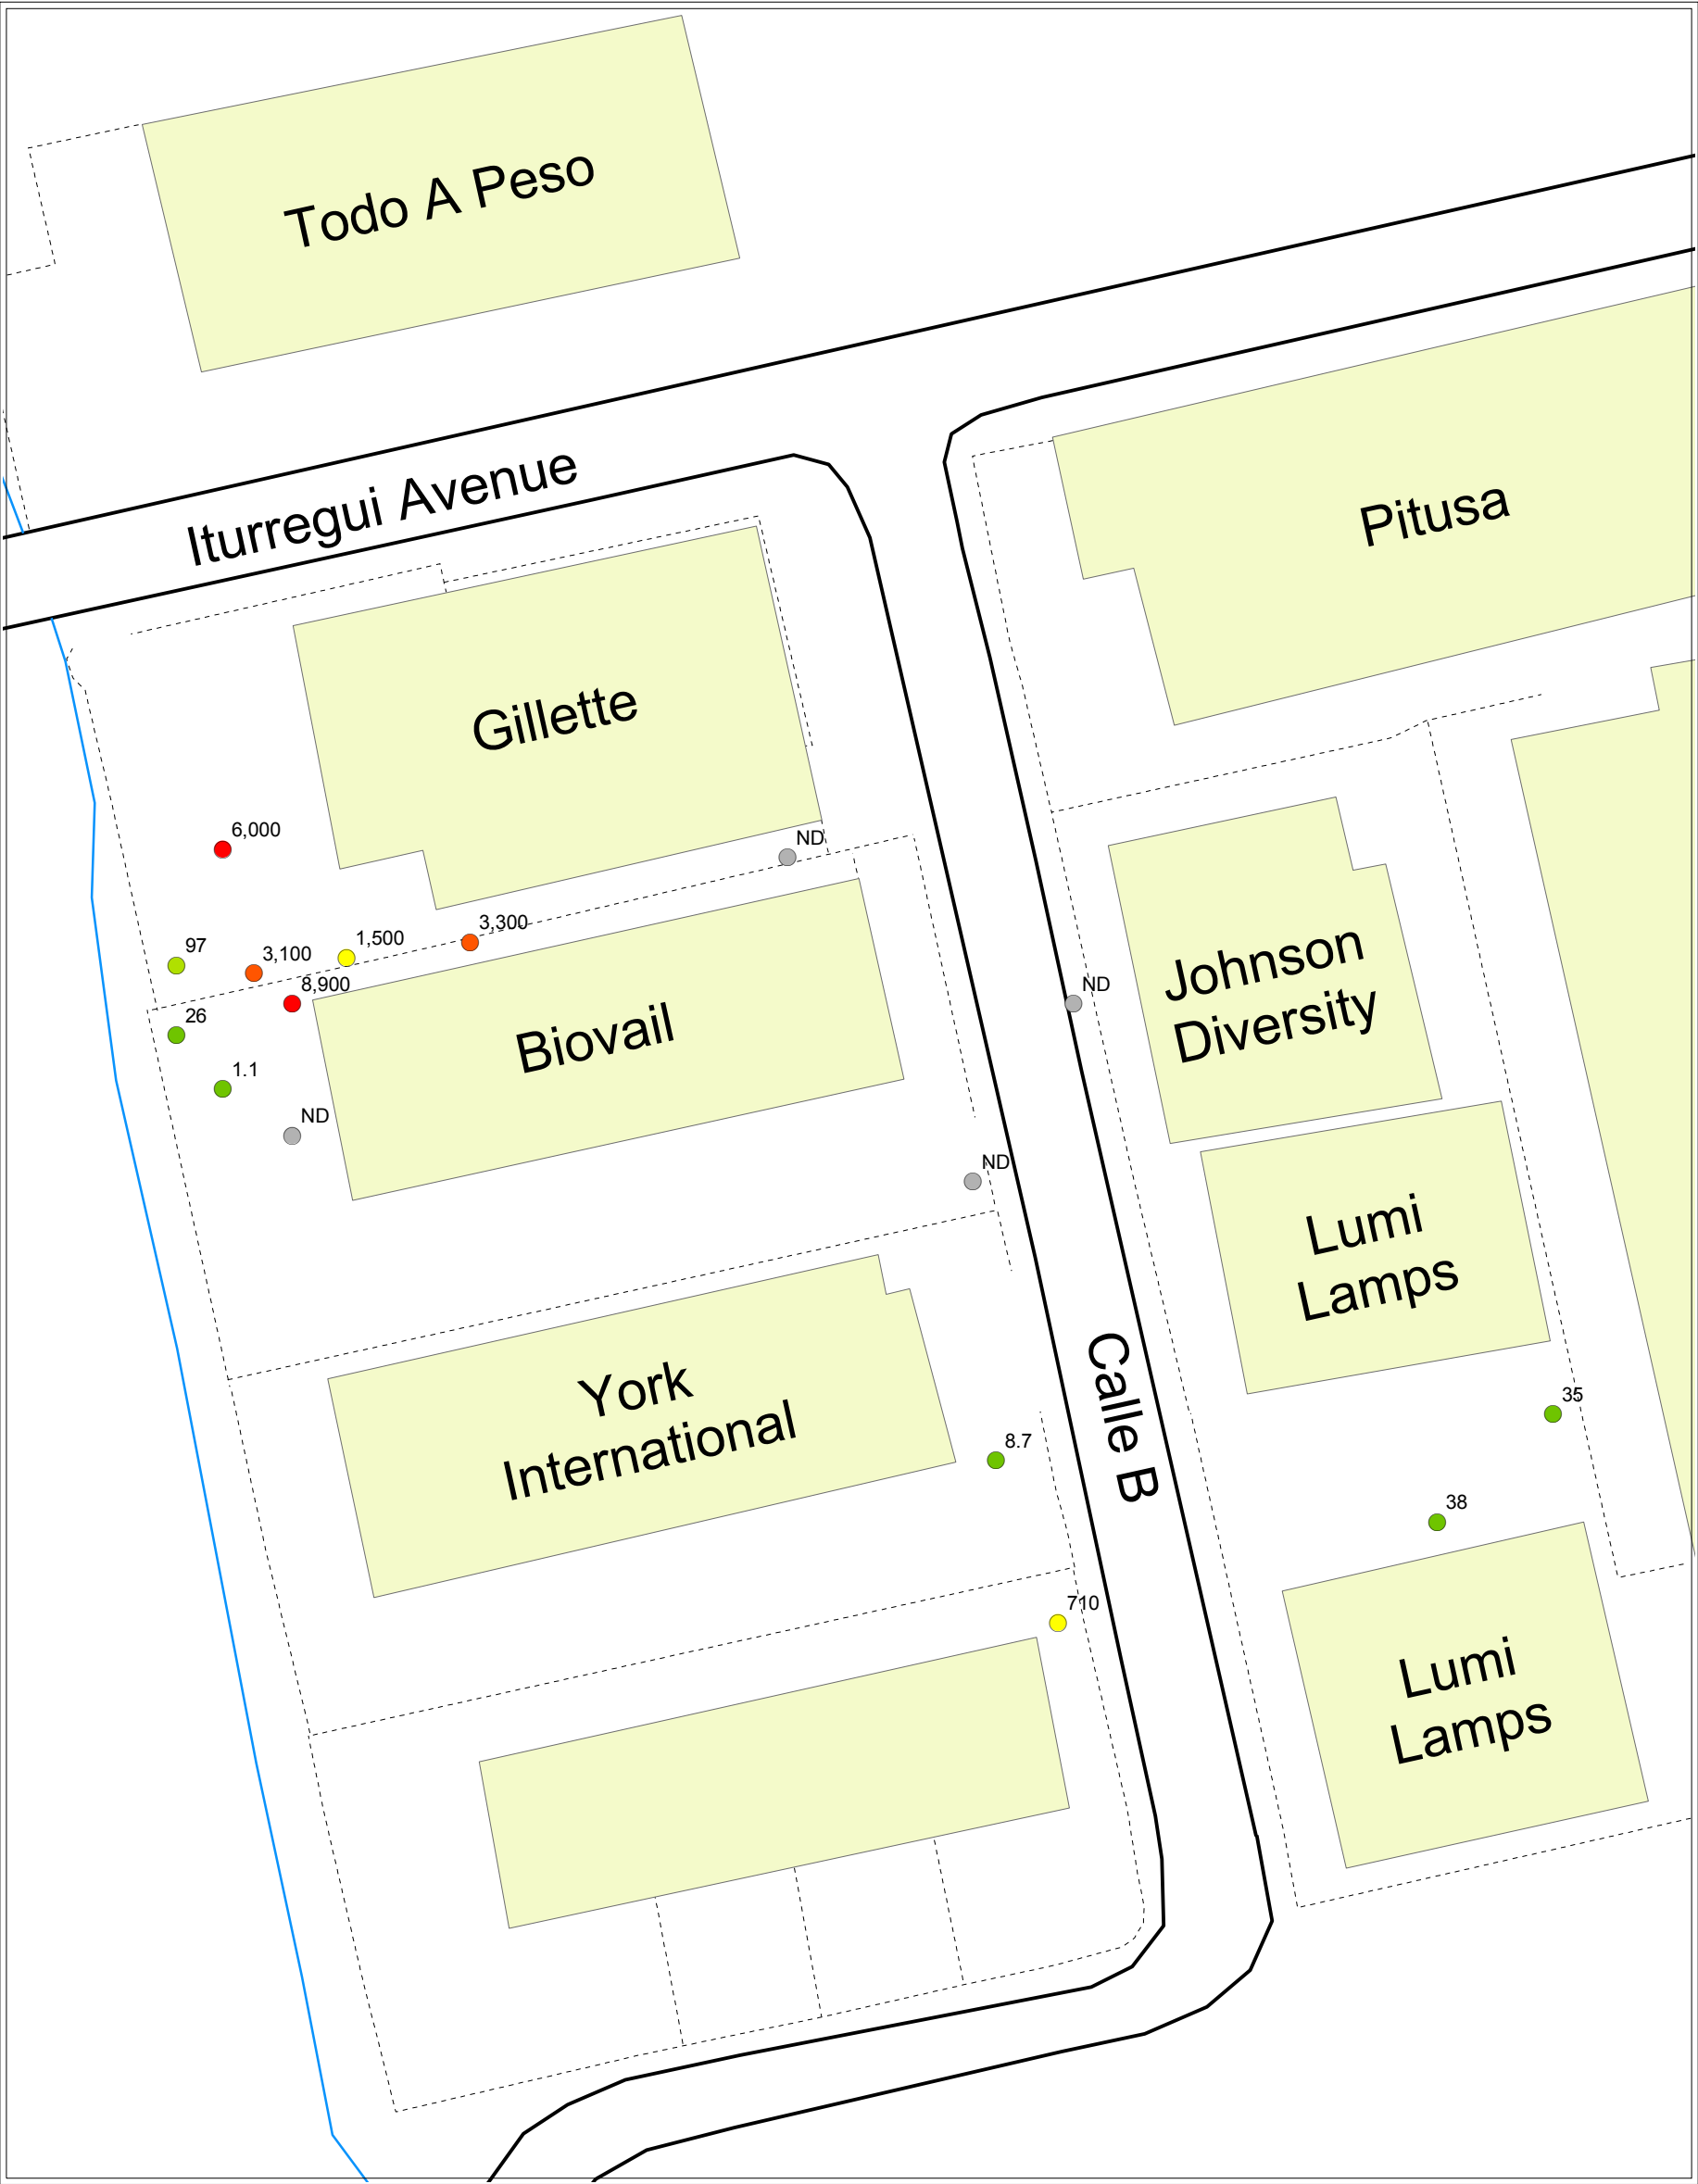 Todo A Peso
Iturregui Avenue
Pitusa
Gillette
6,000
ND
3,300
1,500
97
3,100
8,900
26
1.1
ND
Biovail
ND
Johnson
Diversity
ND
Lumi
Lamps
York
International
Calle B
8.7
35
38
710
Lumi
Lamps